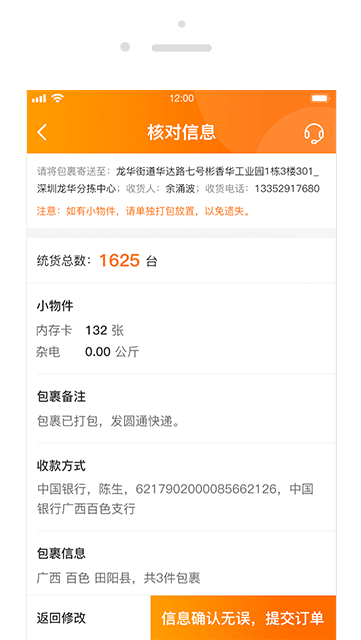 12:00
核对信息
请将包裹寄送至：龙华街道华达路七号彬香华工业园1栋3楼301_
深圳龙华分拣中心；收货人：余涌波；收货电话：13352917680
注意：如有小物件，请单独打包放置，以免遗失。
统货总数：1625 台
小物件
内存卡 132 张
杂电 0.00 公斤
包裹备注
包裹已打包，发圆通快递。
收款方式
中国银行，陈生，6217902000085662126，中国
银行广西百色支行
包裹信息
广西 百色 田阳县，共3件包裹
返回修改 信息确认无误，提交订单